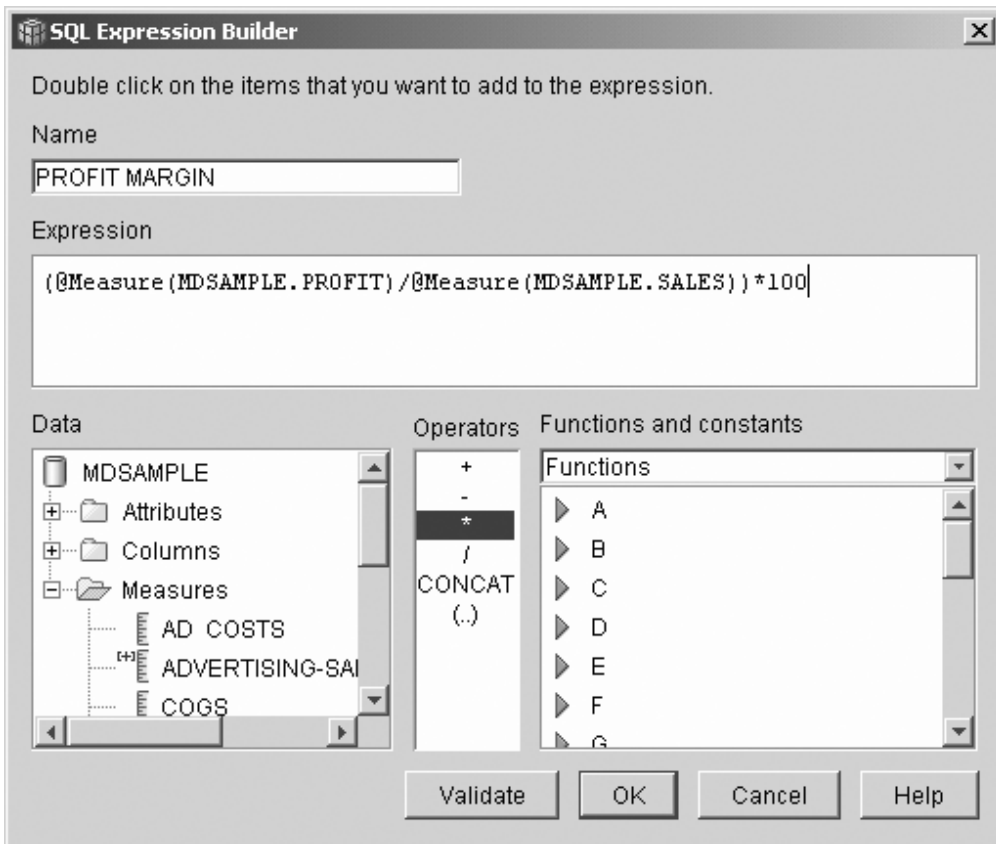 SQL Expression Builder
Double click on the items that you want to add to the expression.
Name
PROFIT MARGIN
Expression
(@Measure(MDSAMPLE.PROFIT)/@Measure(MDSAMPLE.SALES))*100
Data
MDSAMPLE
Attributes
Columns
Measures
AD COSTS
ADVERTISING-SAL
COGS
Operators
+
-
*
/
CONCAT
(..)
Functions and constants
Functions
A
B
C
D
E
F
G
Validate
OK
Cancel
Help